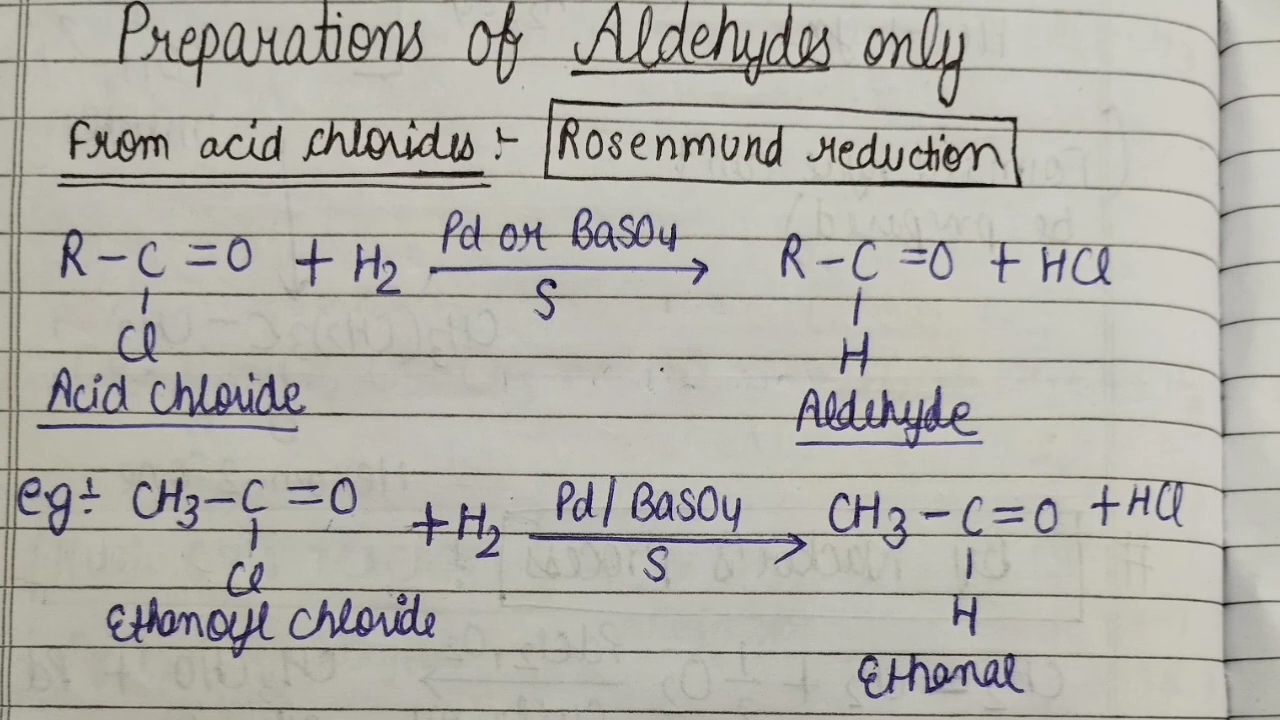 Preparations of Aldehydes only
From acid chlorides :- Rosenmund reduction
R - C = O + H2 Pd or BaSO4 R - C = O + HCl
S
Cl H
Acid chloride Aldehyde
eg:- CH3 - C = O + H2 Pd / BaSO4 CH3 - C = O + HCl
S
Cl H
Ethanoyl chloride
Ethanal